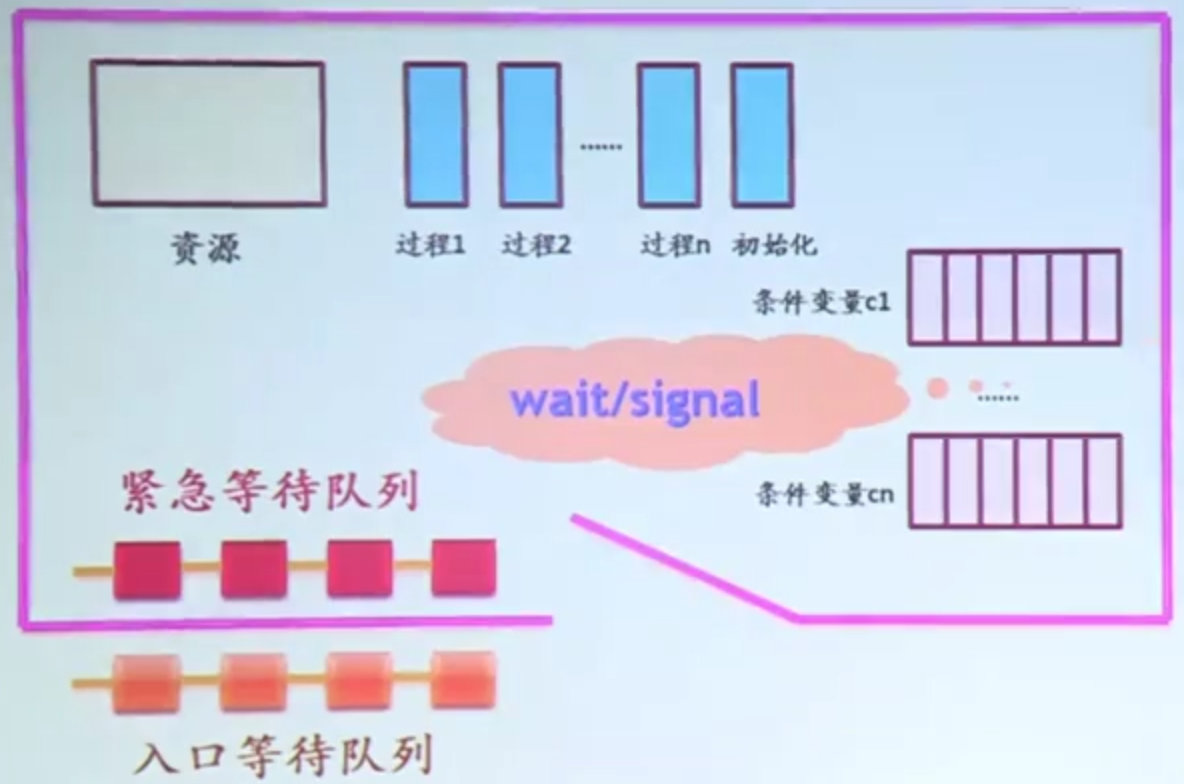 资源
过程1
过程2
......
过程n
初始化
条件变量c1
wait/signal
......
条件变量cn
紧急等待队列
入口等待队列